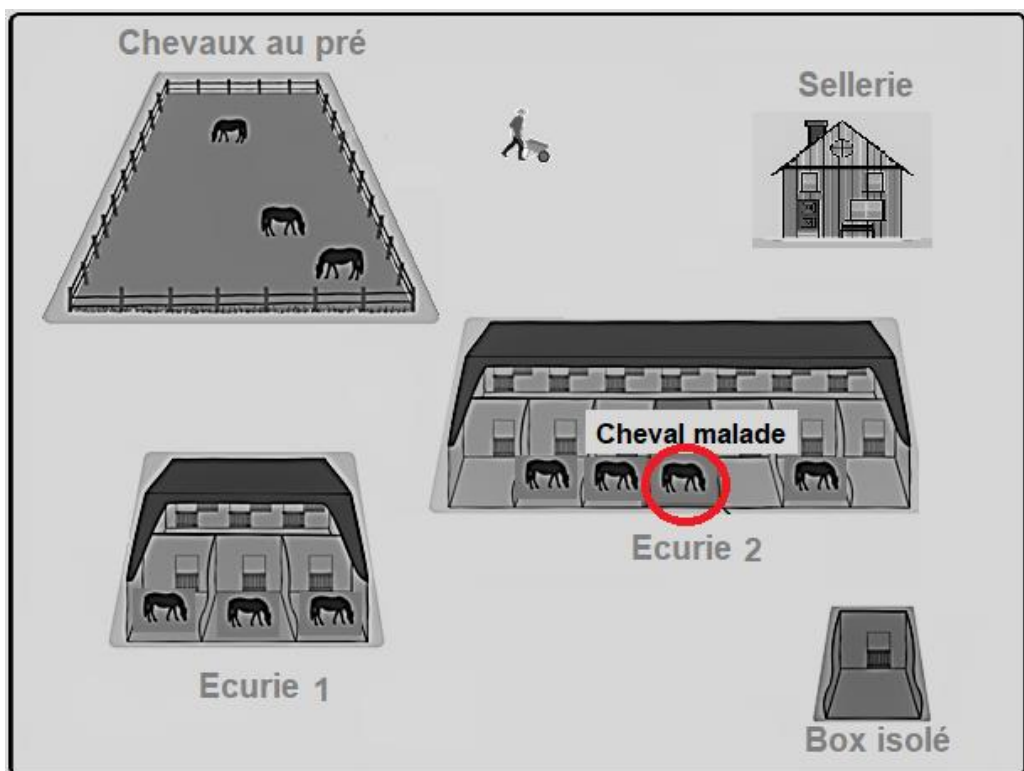 Chevaux au pré
Sellerie
Cheval malade
Ecurie 2
Ecurie 1
Box isolé